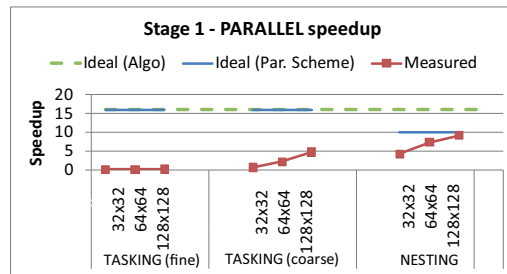 Stage 1 - PARALLEL speedup
Ideal (Algo) Ideal (Par. Scheme) Measured
Speedup
20
15
10
5
0
32x32 64x64 128x128 32x32 64x64 128x128 32x32 64x64 128x128
TASKING (fine) TASKING (coarse) NESTING